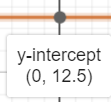 y-intercept
(0, 12.5)